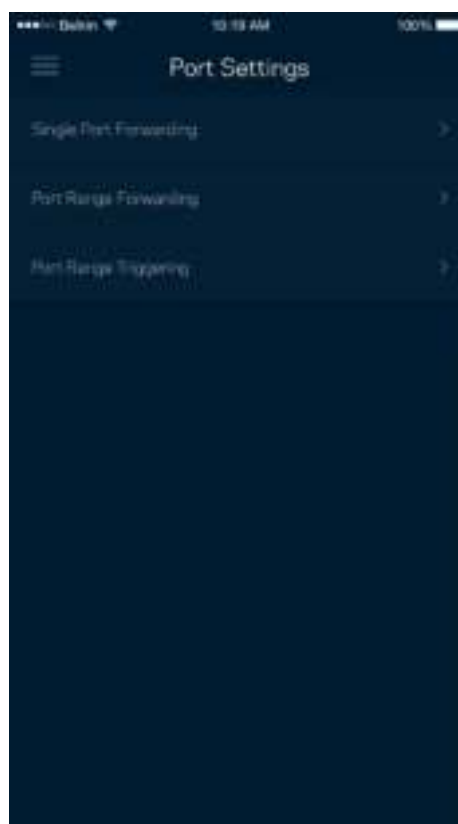 Belkin 10:19 AM 100%
Port Settings
Single Port Forwarding
Port Range Forwarding
Port Range Triggering